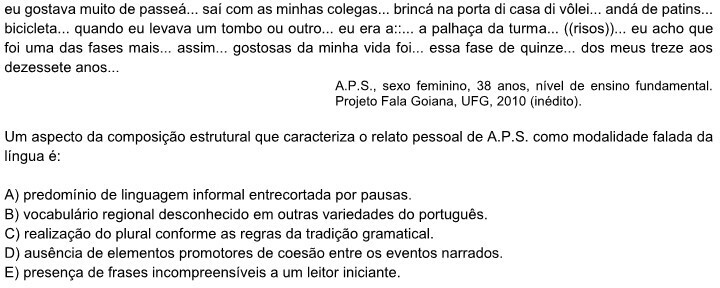 eu gostava muito de passeá... saí com as minhas colegas... brincá na porta di casa di vôlei... andá de patins...
bicicleta... quando eu levava um tombo ou outro... eu era a::... a palhaça da turma... ((risos))... eu acho que
foi uma das fases mais... assim... gostosas da minha vida foi... essa fase de quinze... dos meus treze aos
dezessete anos...
A.P.S., sexo feminino, 38 anos, nível de ensino fundamental.
Projeto Fala Goiana, UFG, 2010 (inédito).
Um aspecto da composição estrutural que caracteriza o relato pessoal de A.P.S. como modalidade falada da
língua é:
A) predomínio de linguagem informal entrecortada por pausas.
B) vocabulário regional desconhecido em outras variedades do português.
C) realização do plural conforme as regras da tradição gramatical.
D) ausência de elementos promotores de coesão entre os eventos narrados.
E) presença de frases incompreensíveis a um leitor iniciante.